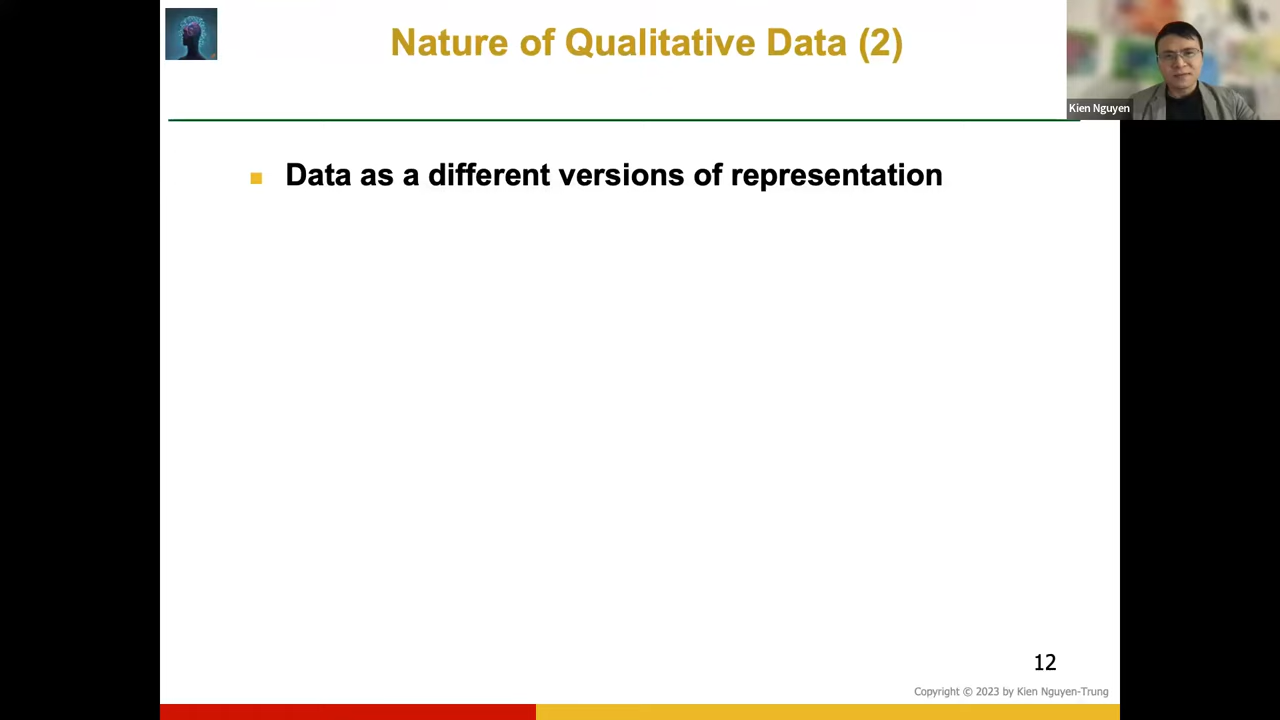 Nature of Qualitative Data (2)
Kien Nguyen
Data as a different versions of representation
12
Copyright © 2023 by Kien Nguyen-Trung